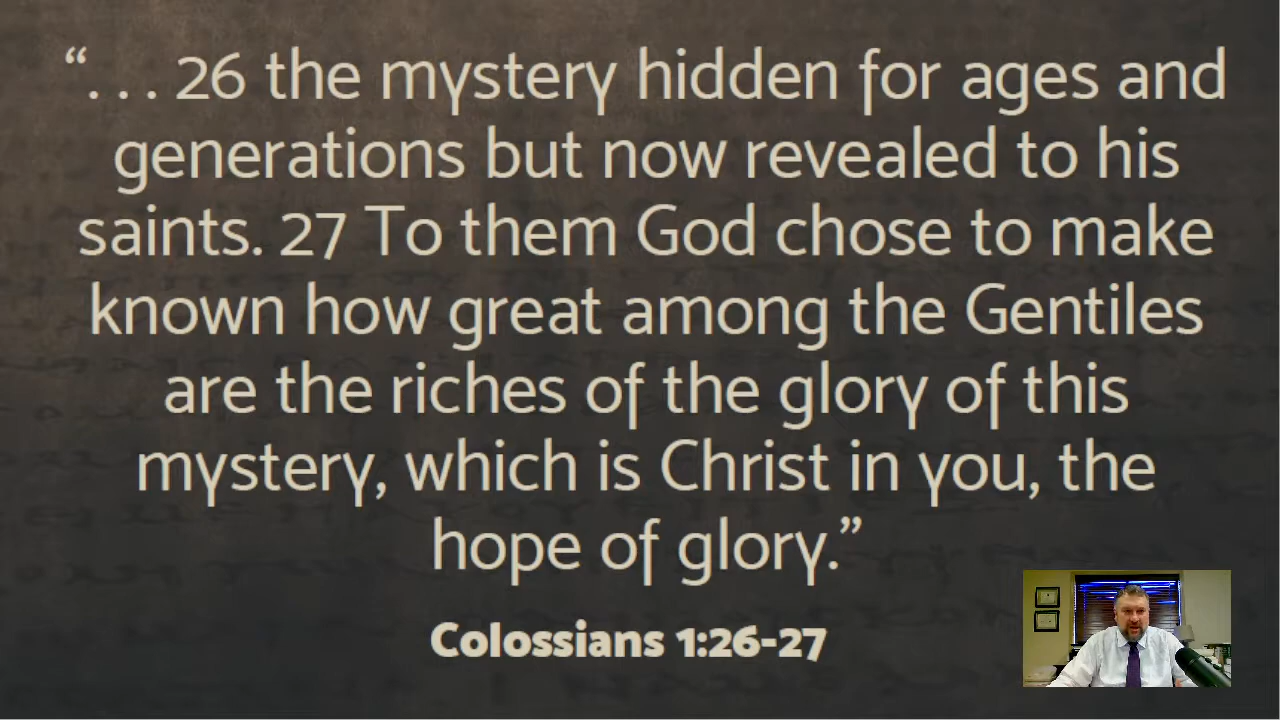 “. . . 26 the mystery hidden for ages and
generations but now revealed to his
saints. 27 To them God chose to make
known how great among the Gentiles
are the riches of the glory of this
mystery, which is Christ in you, the
hope of glory.”
Colossians 1:26-27